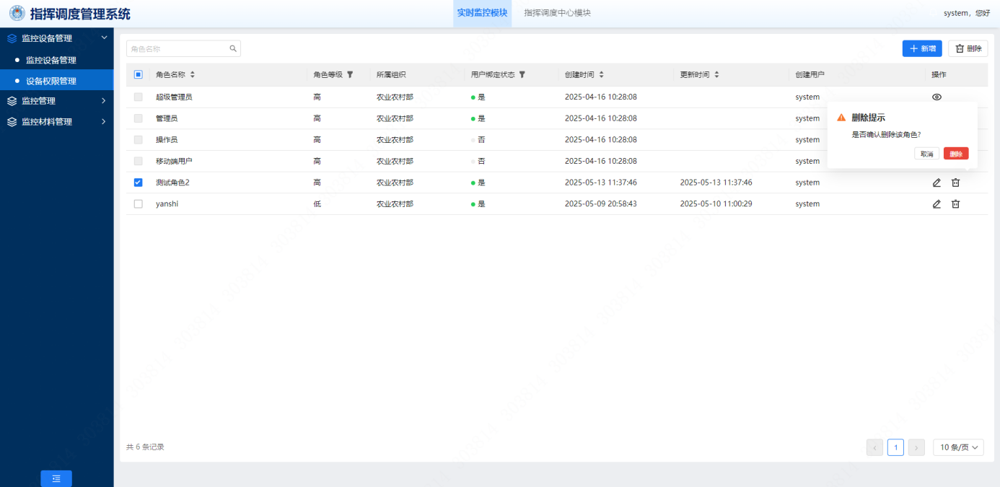 指挥调度管理系统
实时监控模块 指挥调度中心模块
system，您好
监控设备管理
监控设备管理
设备权限管理
监控管理
监控材料管理
角色名称
新增 删除
角色名称 角色等级 所属组织 用户绑定状态 创建时间 更新时间 创建用户 操作
超级管理员 高 农业农村部 是 2025-04-16 10:28:08 system
管理员 高 农业农村部 是 2025-04-16 10:28:08 system
操作员 高 农业农村部 否 2025-04-16 10:28:08 system
移动端用户 高 农业农村部 否 2025-04-16 10:28:08 system
测试角色2 高 农业农村部 是 2025-05-13 11:37:46 2025-05-13 11:37:46 system
yanshi 低 农业农村部 是 2025-05-09 20:58:43 2025-05-10 11:00:29 system
删除提示
是否确认删除该角色?
取消 删除
共 6 条记录
1
10 条/页